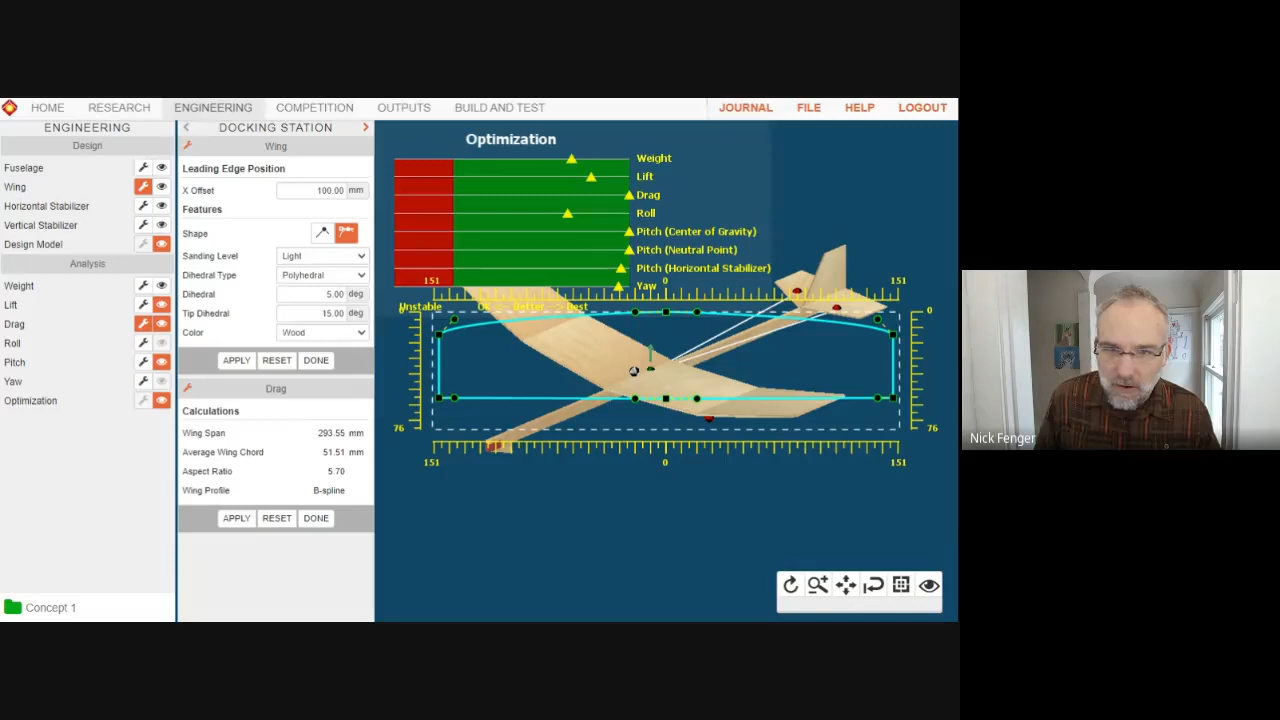 HOME RESEARCH ENGINEERING COMPETITION OUTPUTS BUILD AND TEST JOURNAL FILE HELP LOGOUT
ENGINEERING
Design
Fuselage
Wing
Horizontal Stabilizer
Vertical Stabilizer
Design Model
Analysis
Weight
Lift
Drag
Roll
Pitch
Yaw
Optimization
Concept 1
DOCKING STATION
Wing
Leading Edge Position
X Offset 100.00 mm
Features
Shape
Sanding Level Light
Dihedral Type Polyhedral
Dihedral 5.00 deg
Tip Dihedral 15.00 deg
Color Wood
APPLY RESET DONE
Drag
Calculations
Wing Span 293.55 mm
Average Wing Chord 51.51 mm
Aspect Ratio 5.70
Wing Profile B-spline
APPLY RESET DONE
Optimization
Weight
Lift
Drag
Roll
Pitch (Center of Gravity)
Pitch (Neutral Point)
Pitch (Horizontal Stabilizer)
Yaw
151 0 151
Unstable
0 0
76 76
151 0 151
Nick Fenger